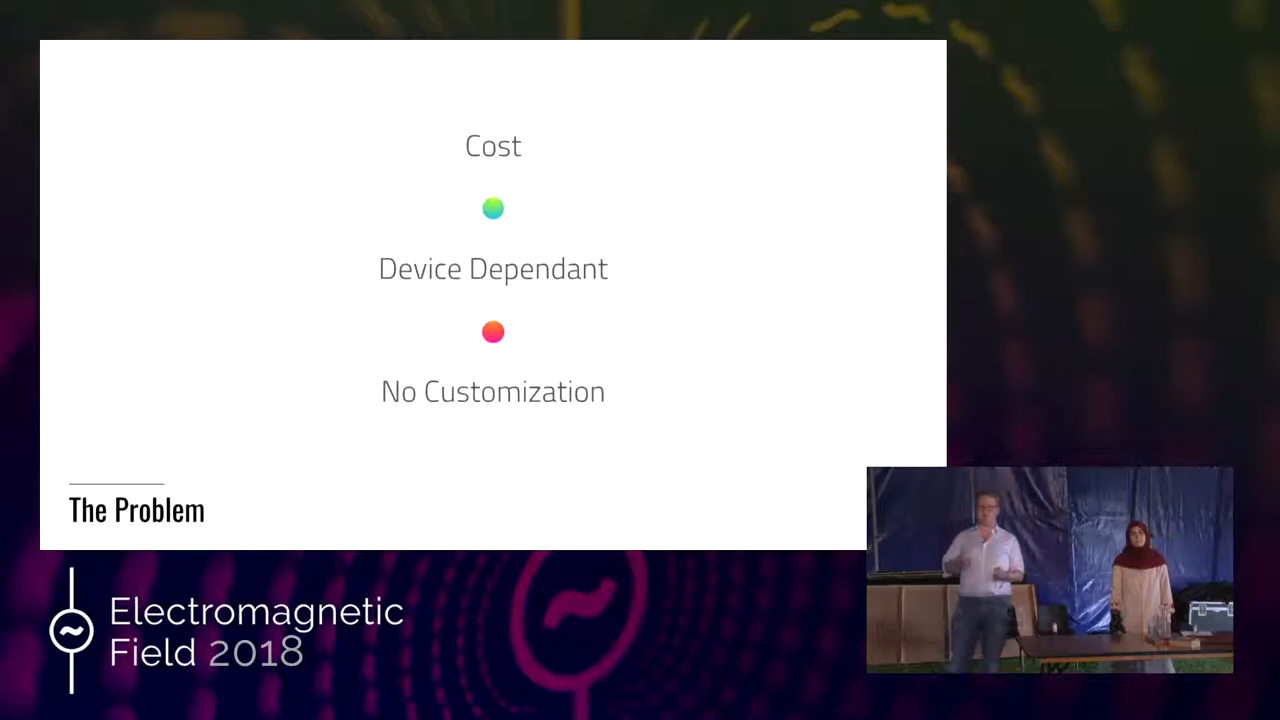 Cost
Device Dependant
No Customization
The Problem
Electromagnetic
Field 2018